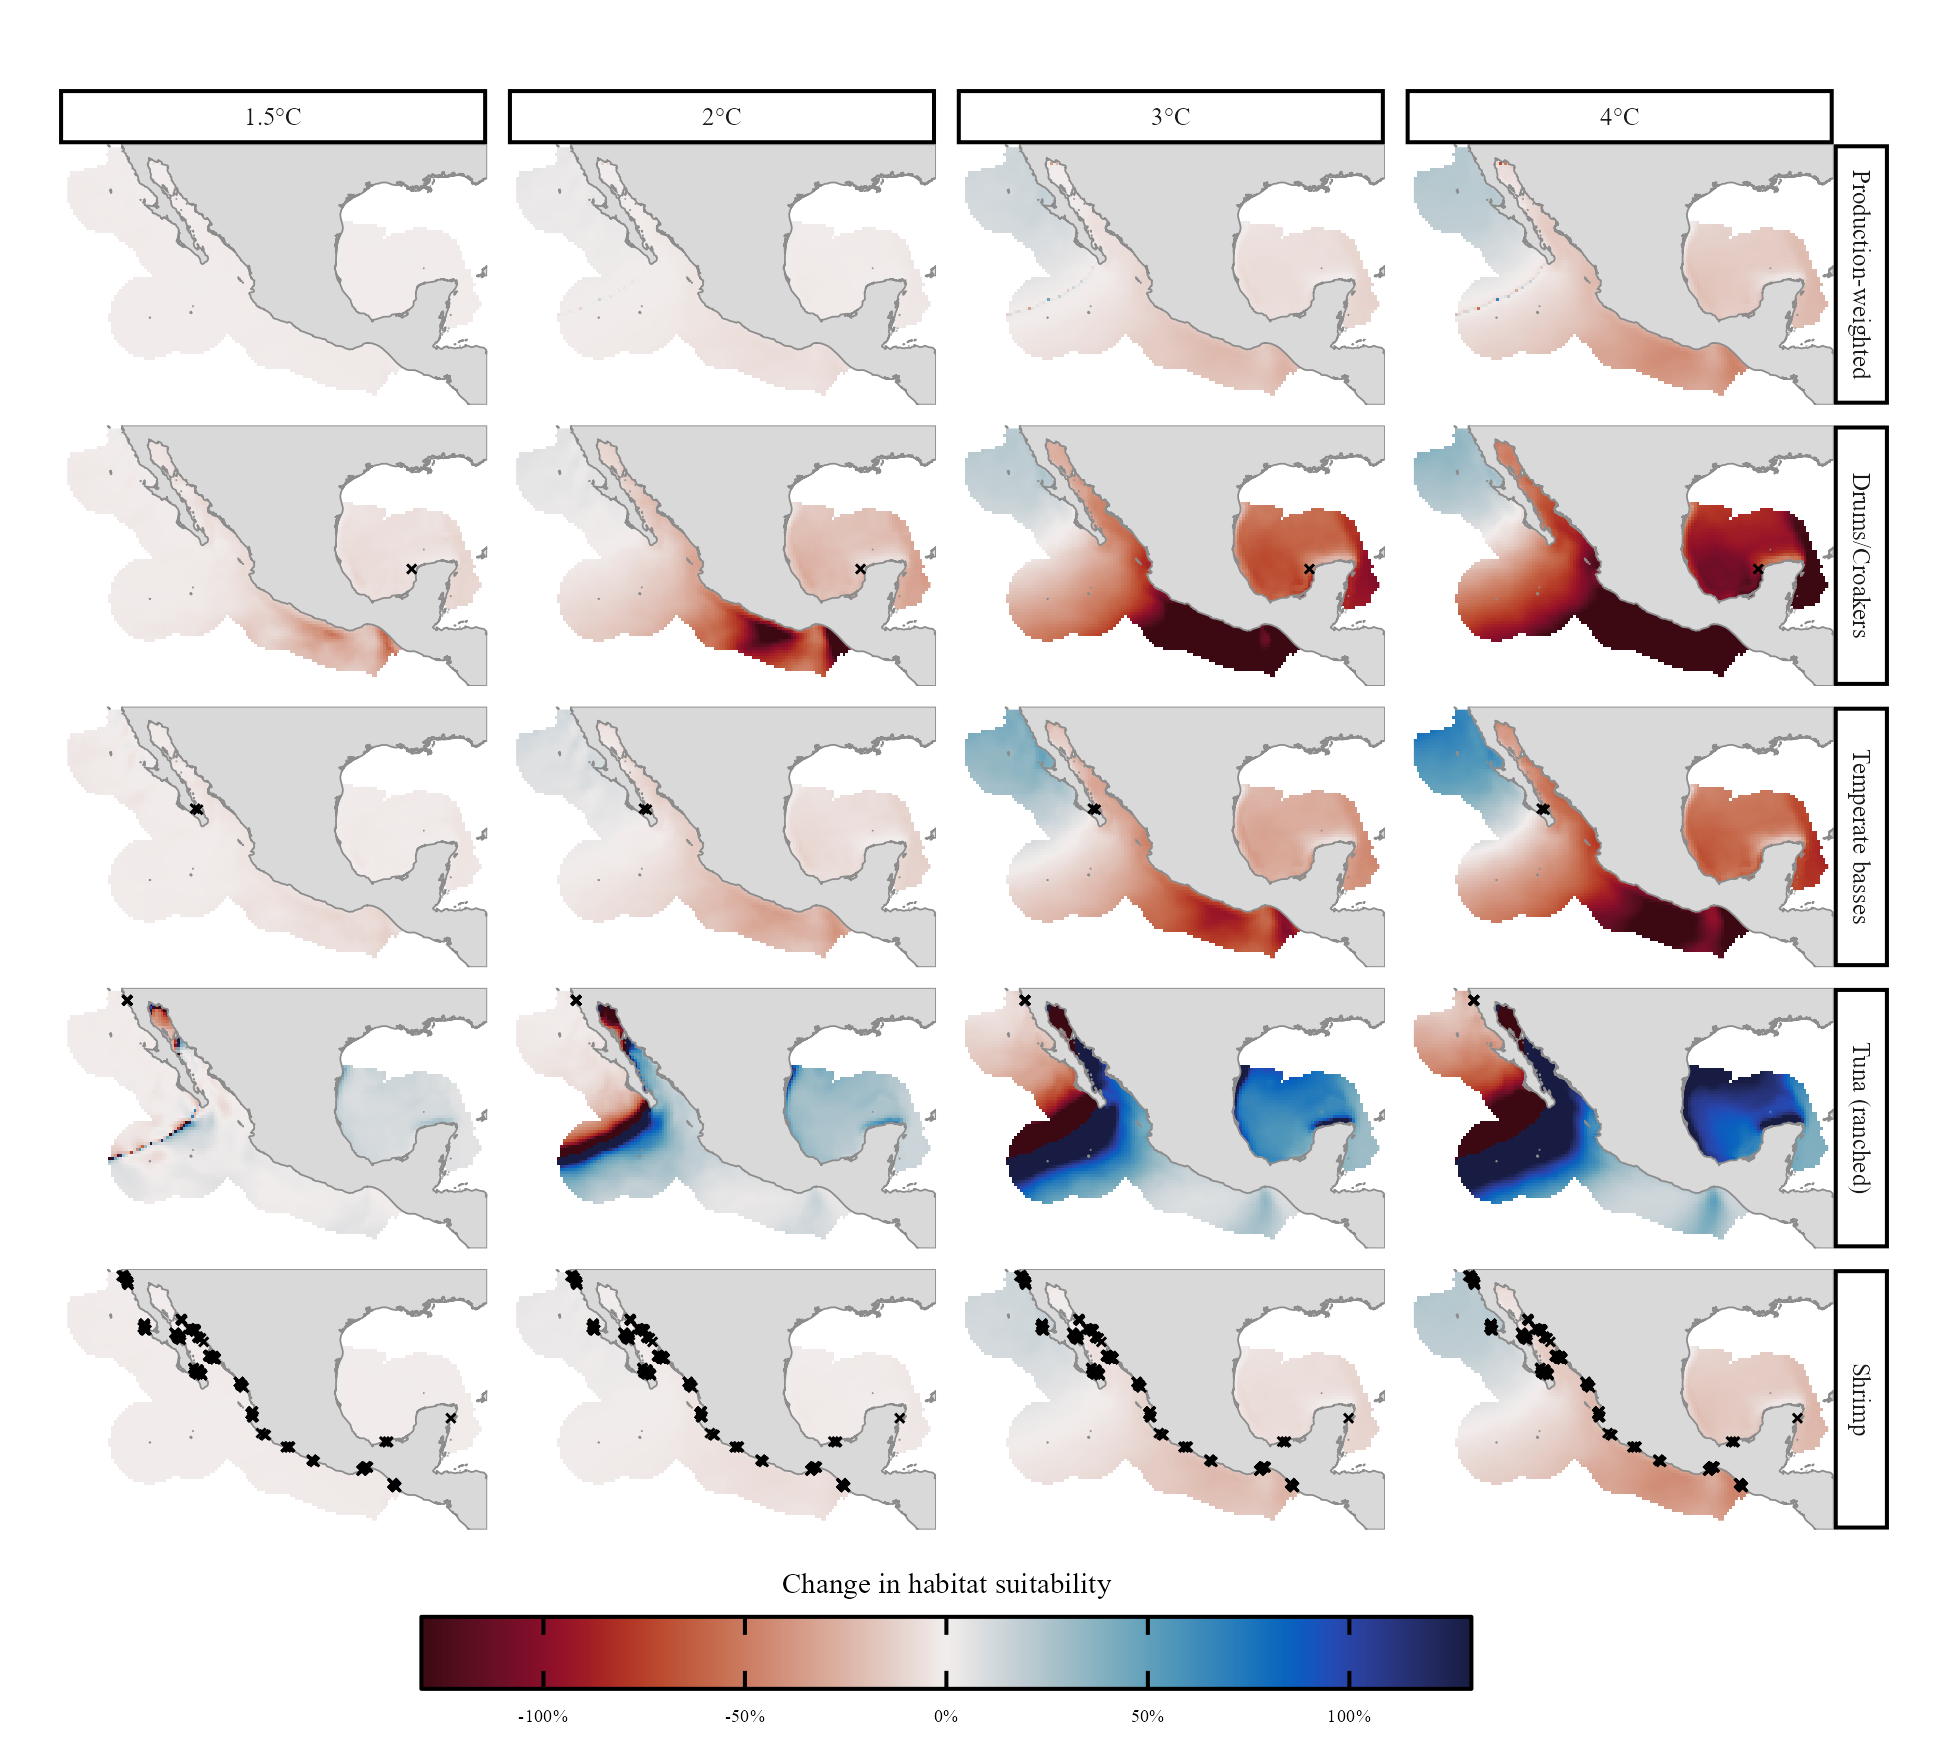 1.5°C
2°C
3°C
4°C
Production-weighted
Drums/Croakers
Temperate basses
Tuna (ranched)
Shrimp
Change in habitat suitability
-100%
-50%
0%
50%
100%